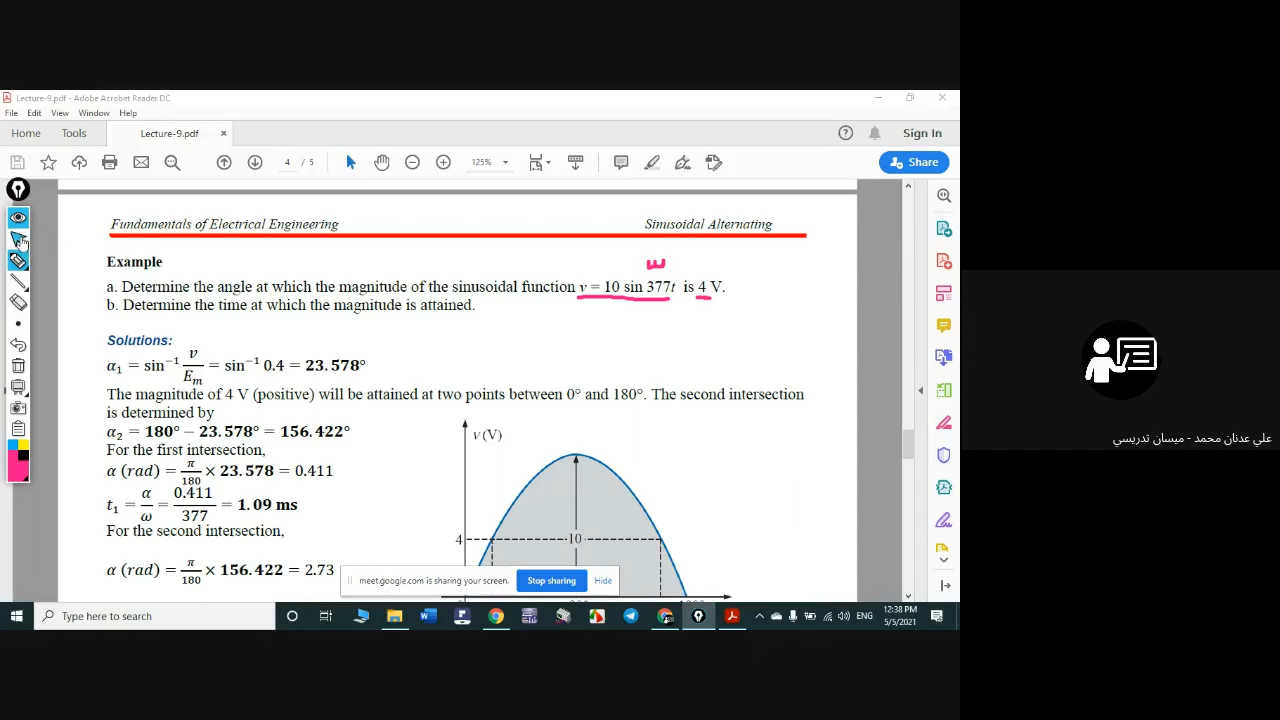 Lecture-9.pdf - Adobe Acrobat Reader DC
File Edit View Window Help
Home Tools Lecture-9.pdf × Sign In
4 / 5 125% Share
Fundamentals of Electrical Engineering Sinusoidal Alternating
Example
ω
a. Determine the angle at which the magnitude of the sinusoidal function v = 10 sin 377t is 4 V.
b. Determine the time at which the magnitude is attained.
Solutions:
α₁ = sin⁻¹ v/Eₘ = sin⁻¹ 0.4 = 23.578°
The magnitude of 4 V (positive) will be attained at two points between 0° and 180°. The second intersection
is determined by
α₂ = 180° − 23.578° = 156.422°
v (V)
For the first intersection,
α (rad) = π/180 × 23.578 = 0.411
t₁ = α/ω = 0.411/377 = 1.09 ms
For the second intersection,
4 10
α (rad) = π/180 × 156.422 = 2.73
meet.google.com is sharing your screen. Stop sharing Hide
Type here to search
ENG
12:38 PM
5/5/2021
علي عدنان محمد - ميسان تدريسي